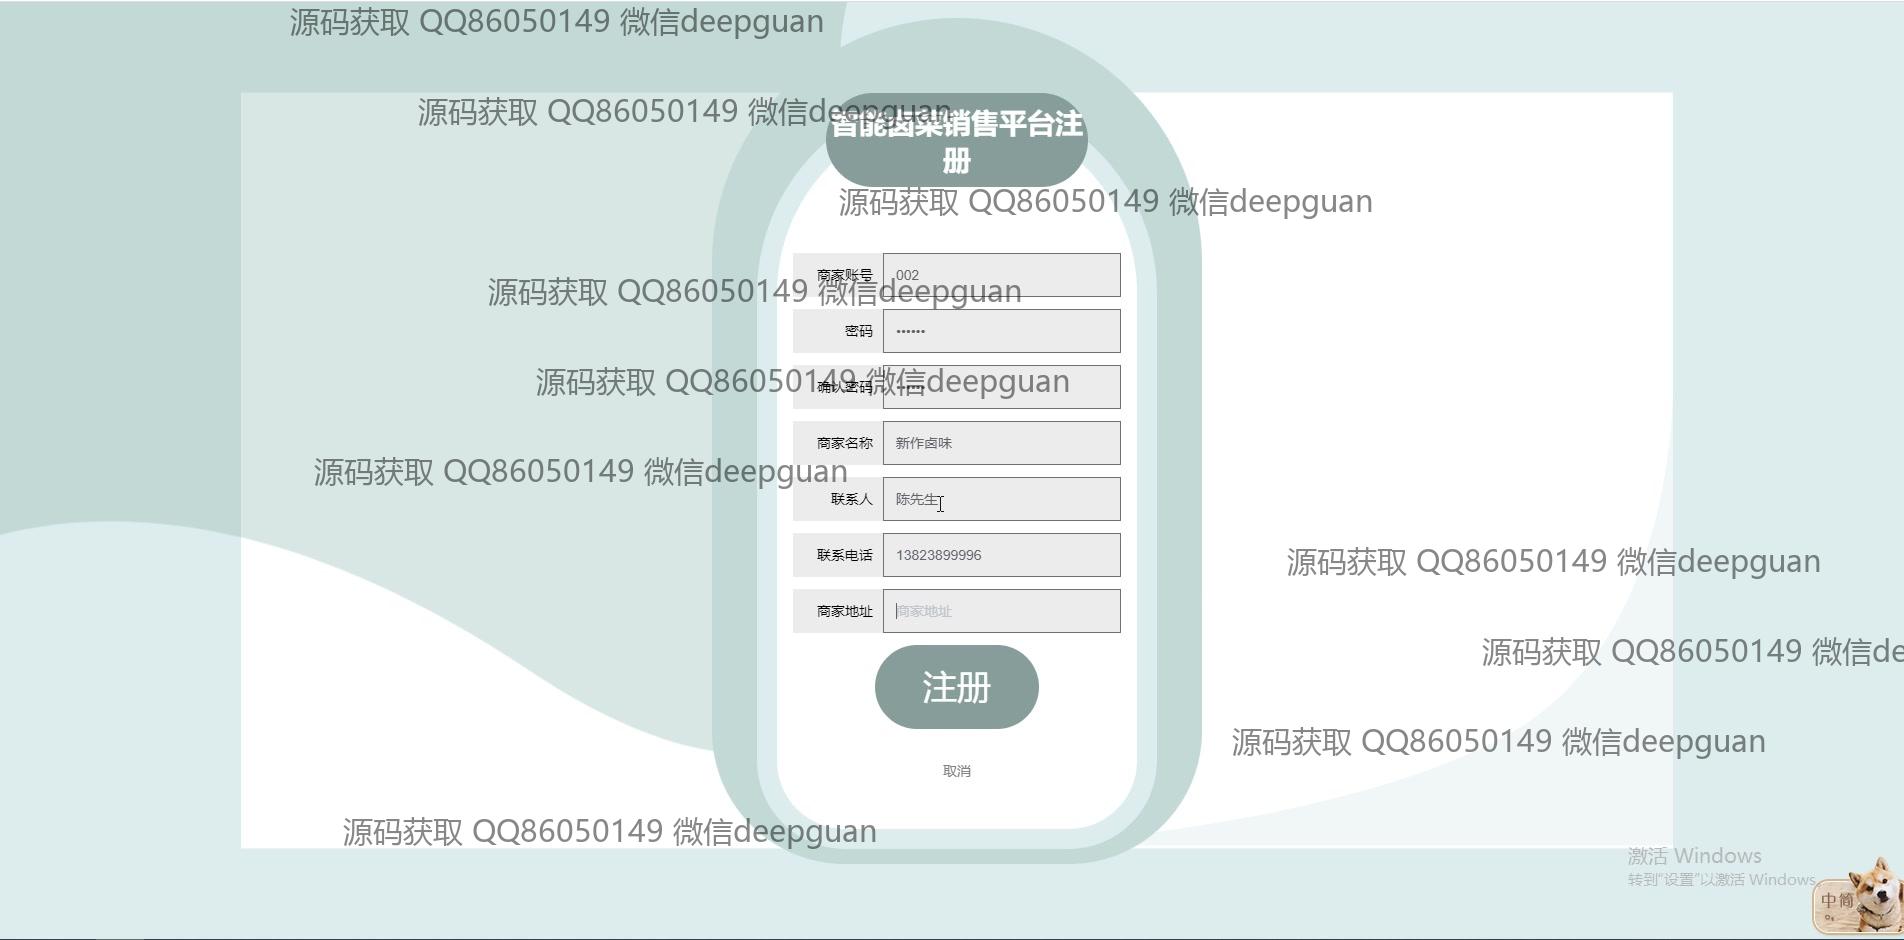 源码获取 QQ86050149 微信deepguan
源码获取 QQ86050149 微信deepguan
智能卤菜销售平台注
册
源码获取 QQ86050149 微信deepguan
商家账号 002
源码获取 QQ86050149 微信deepguan
密码 ••••••
源码获取 QQ86050149 微信deepguan
确认密码 ••••••
商家名称 新作卤味
源码获取 QQ86050149 微信deepguan
联系人 陈先生
联系电话 13823899996
源码获取 QQ86050149 微信deepguan
商家地址 商家地址
源码获取 QQ86050149 微信de
注册
源码获取 QQ86050149 微信deepguan
取消
源码获取 QQ86050149 微信deepguan
激活 Windows
转到"设置"以激活 Windows。
中简